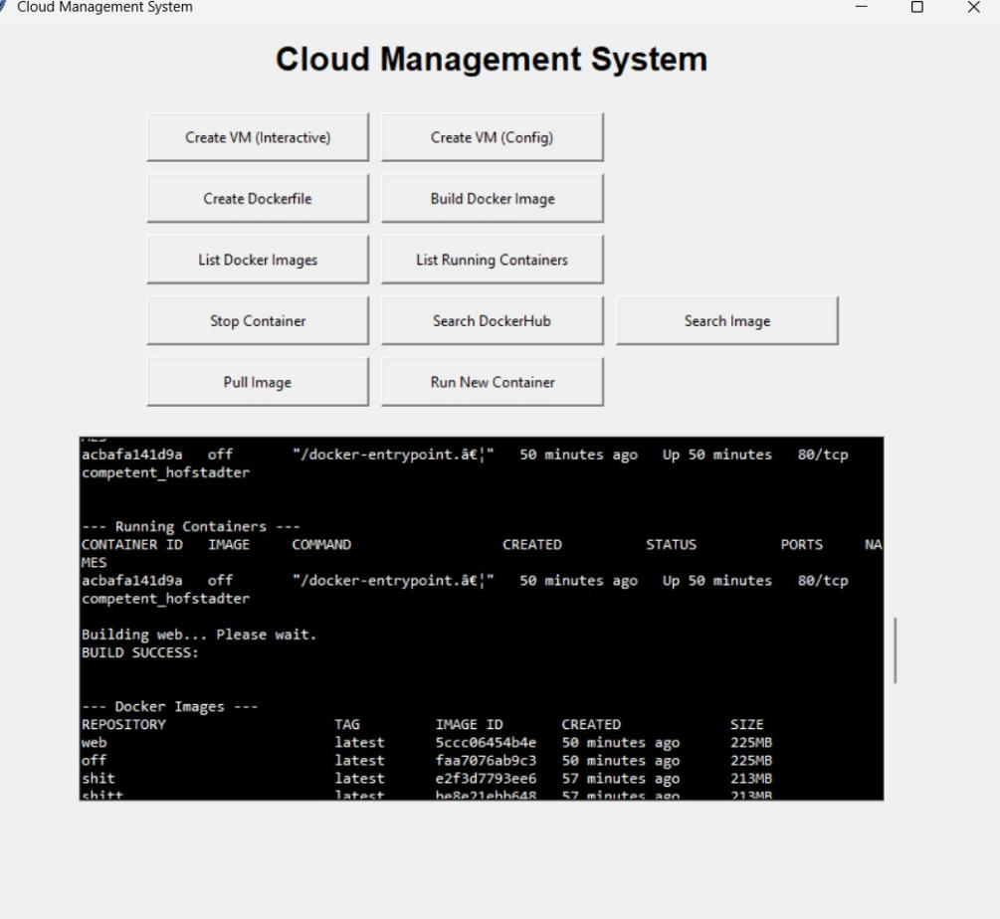 Cloud Management System
Cloud Management System
Create VM (Interactive) Create VM (Config)
Create Dockerfile Build Docker Image
List Docker Images List Running Containers
Stop Container Search DockerHub Search Image
Pull Image Run New Container
MES
acbafa141d9a off "/docker-entrypoint.â€¦" 50 minutes ago Up 50 minutes 80/tcp
competent_hofstadter
--- Running Containers ---
CONTAINER ID IMAGE COMMAND CREATED STATUS PORTS NA
MES
acbafa141d9a off "/docker-entrypoint.â€¦" 50 minutes ago Up 50 minutes 80/tcp
competent_hofstadter
Building web... Please wait.
BUILD SUCCESS:
--- Docker Images ---
REPOSITORY TAG IMAGE ID CREATED SIZE
web latest 5ccc06454b4e 50 minutes ago 225MB
off latest faa7076ab9c3 50 minutes ago 225MB
shit latest e2f3d7793ee6 57 minutes ago 213MB
shitt latest be8e21ebb648 57 minutes ago 213MB